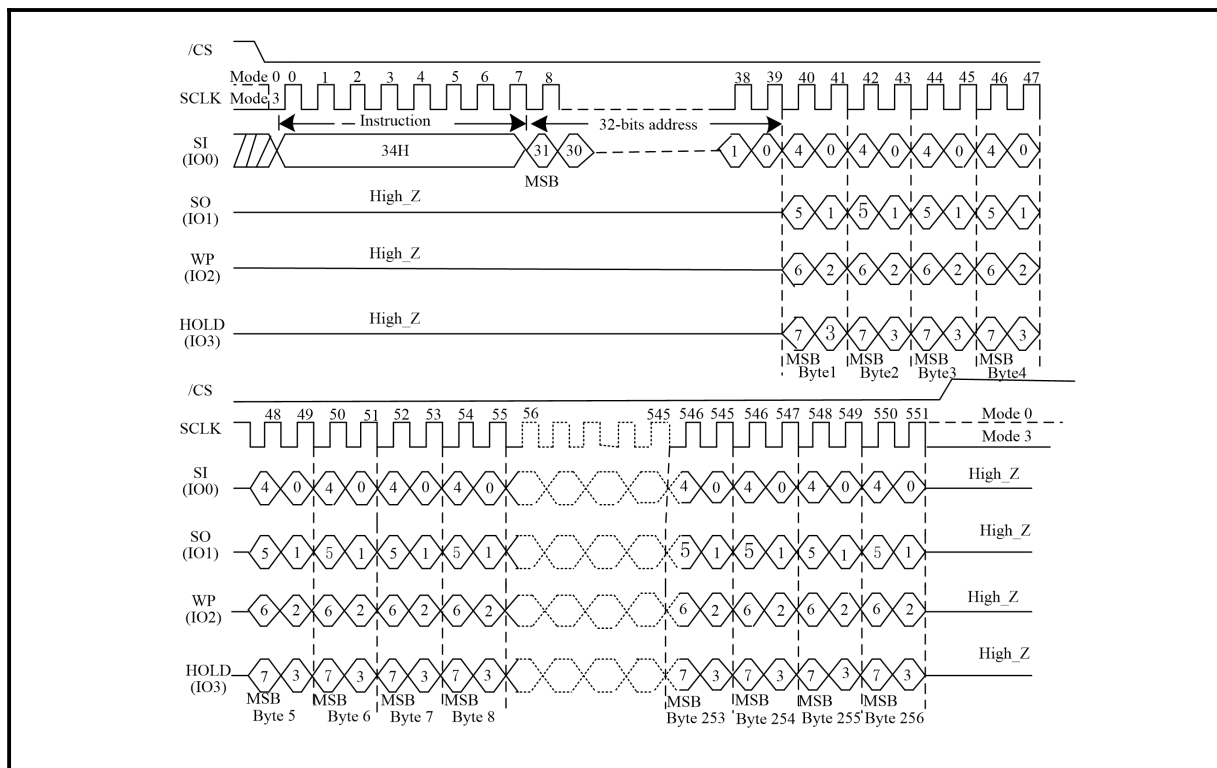 /CS
Mode 0 0 1 2 3 4 5 6 7 8 38 39 40 41 42 43 44 45 46 47
SCLK Mode 3
Instruction 32-bits address
SI (IO0) 34H 31 30 1 0 4 0 4 0 4 0 4 0
MSB
SO (IO1) High_Z 5 1 5 1 5 1 5 1
WP (IO2) High_Z 6 2 6 2 6 2 6 2
HOLD (IO3) High_Z 7 3 7 3 7 3 7 3
MSB MSB MSB MSB
Byte1 Byte2 Byte3 Byte4
/CS
SCLK 48 49 50 51 52 53 54 55 56 545 546 545 546 547 548 549 550 551 Mode 0
Mode 3
SI (IO0) 4 0 4 0 4 0 4 0 4 0 4 0 4 0 4 0 High_Z
SO (IO1) 5 1 5 1 5 1 5 1 5 1 5 1 5 1 5 1 High_Z
WP (IO2) 6 2 6 2 6 2 6 2 6 2 6 2 6 2 6 2 High_Z
HOLD (IO3) 7 3 7 3 7 3 7 3 7 3 7 3 7 3 7 3 High_Z
MSB MSB MSB MSB MSB MSB MSB MSB
Byte 5 Byte 6 Byte 7 Byte 8 Byte 253 Byte 254 Byte 255 Byte 256